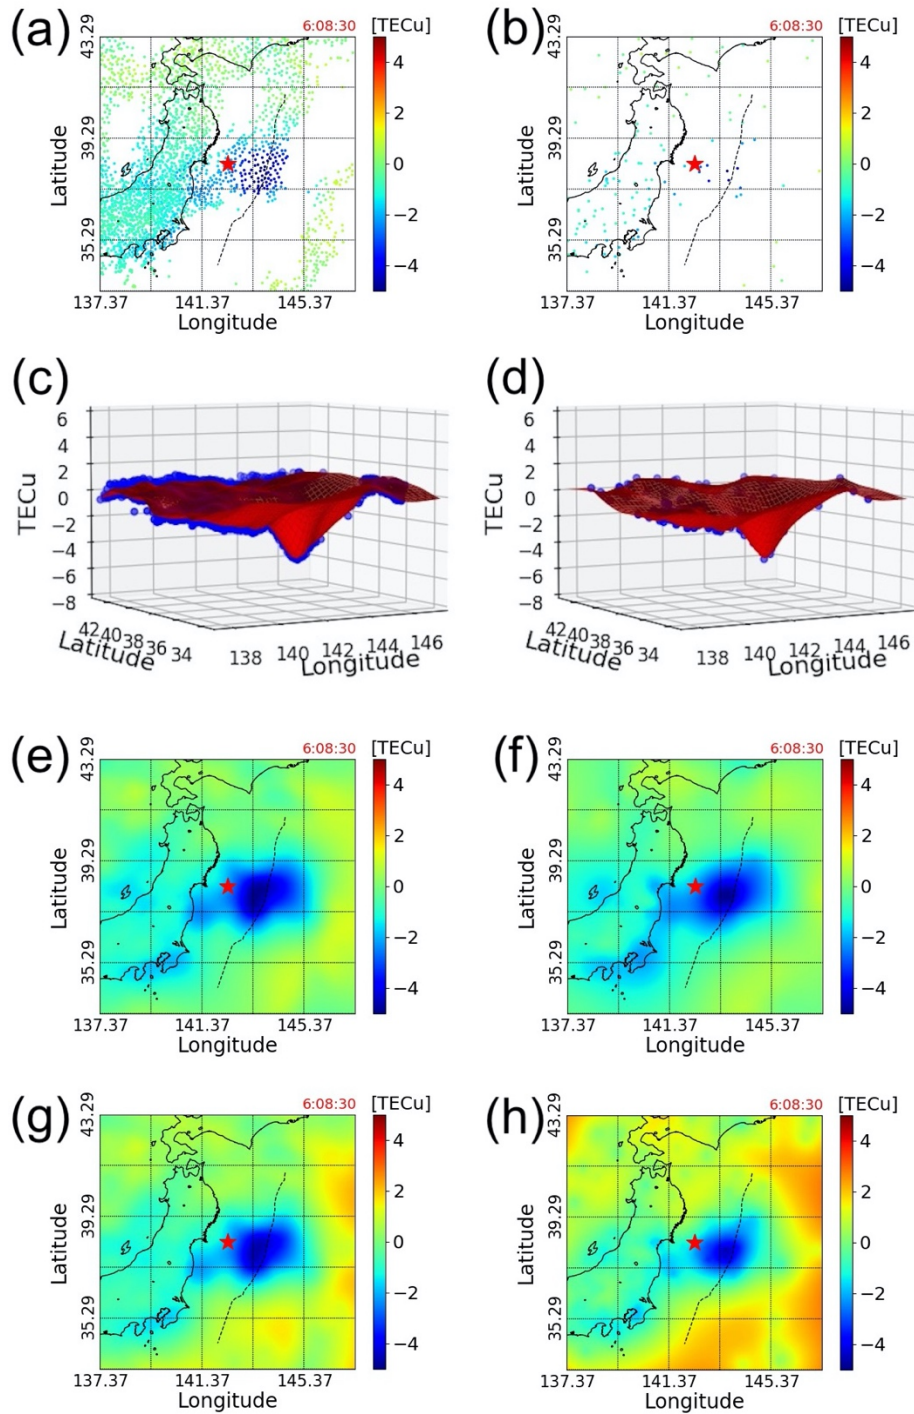 (a)
6:08:30 [TECu]
43.29
39.29
35.29
Latitude
137.37 141.37 145.37
Longitude
4
2
0
−2
−4
(b)
6:08:30 [TECu]
43.29
39.29
35.29
Latitude
137.37 141.37 145.37
Longitude
4
2
0
−2
−4
(c)
6
4
2
0
−2
−4
−6
−8
TECu
42 40 38 36 34
Latitude
138 140 142 144 146
Longitude
(d)
6
4
2
0
−2
−4
−6
−8
TECu
42 40 38 36 34
Latitude
138 140 142 144 146
Longitude
(e)
6:08:30 [TECu]
43.29
39.29
35.29
Latitude
137.37 141.37 145.37
Longitude
4
2
0
−2
−4
(f)
6:08:30 [TECu]
43.29
39.29
35.29
Latitude
137.37 141.37 145.37
Longitude
4
2
0
−2
−4
(g)
6:08:30 [TECu]
43.29
39.29
35.29
Latitude
137.37 141.37 145.37
Longitude
4
2
0
−2
−4
(h)
6:08:30 [TECu]
43.29
39.29
35.29
Latitude
137.37 141.37 145.37
Longitude
4
2
0
−2
−4